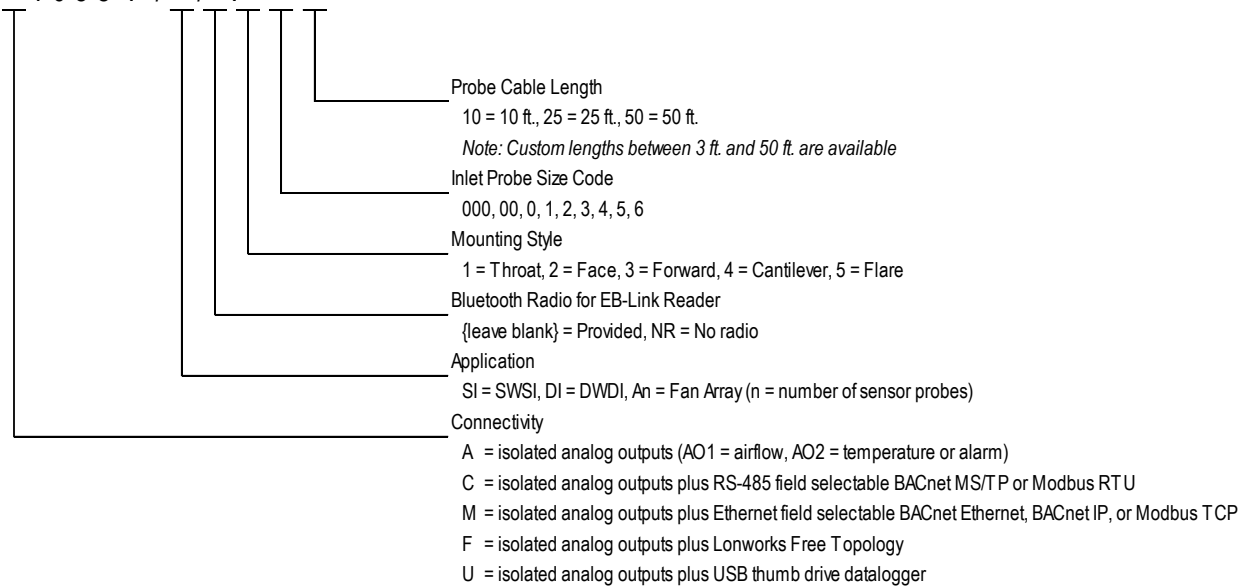 Probe Cable Length
10 = 10 ft., 25 = 25 ft., 50 = 50 ft.
Note: Custom lengths between 3 ft. and 50 ft. are available
Inlet Probe Size Code
000, 00, 0, 1, 2, 3, 4, 5, 6
Mounting Style
1 = Throat, 2 = Face, 3 = Forward, 4 = Cantilever, 5 = Flare
Bluetooth Radio for EB-Link Reader
{leave blank} = Provided, NR = No radio
Application
SI = SWSI, DI = DWDI, An = Fan Array (n = number of sensor probes)
Connectivity
A = isolated analog outputs (AO1 = airflow, AO2 = temperature or alarm)
C = isolated analog outputs plus RS-485 field selectable BACnet MS/TP or Modbus RTU
M = isolated analog outputs plus Ethernet field selectable BACnet Ethernet, BACnet IP, or Modbus TCP
F = isolated analog outputs plus Lonworks Free Topology
U = isolated analog outputs plus USB thumb drive datalogger